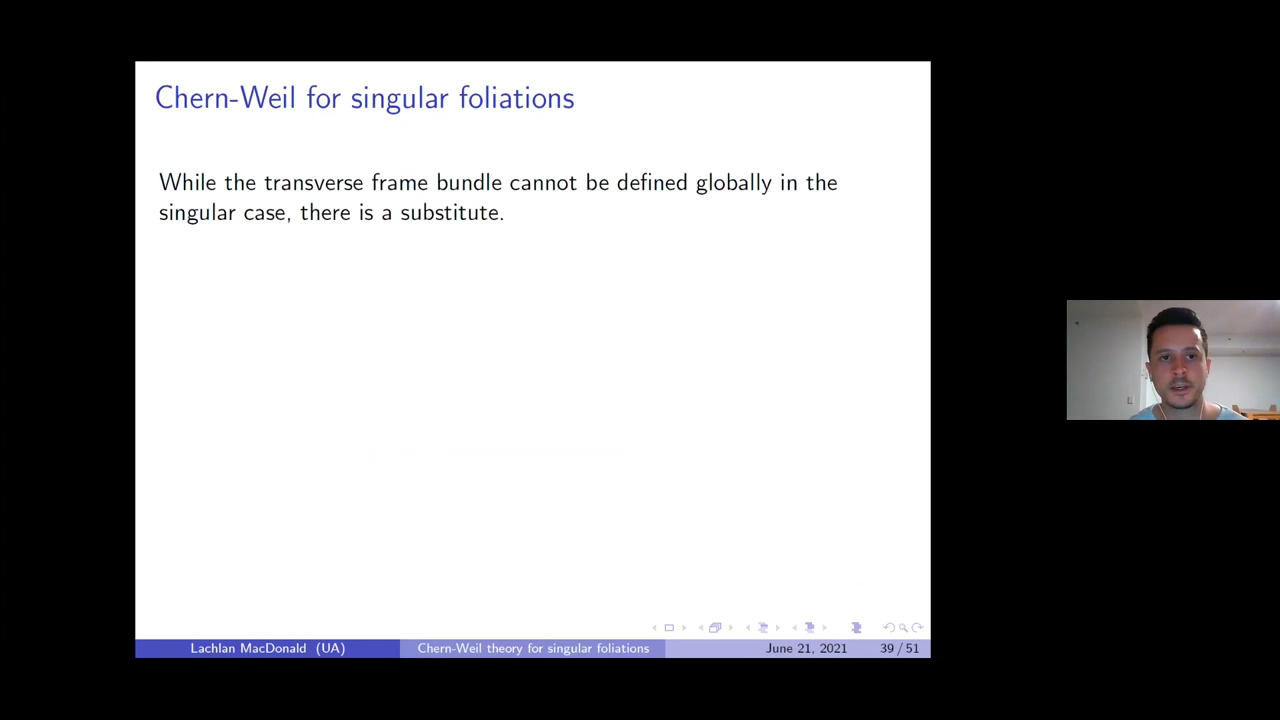 Chern-Weil for singular foliations
While the transverse frame bundle cannot be defined globally in the
singular case, there is a substitute.
Lachlan MacDonald (UA) Chern-Weil theory for singular foliations June 21, 2021 39 / 51